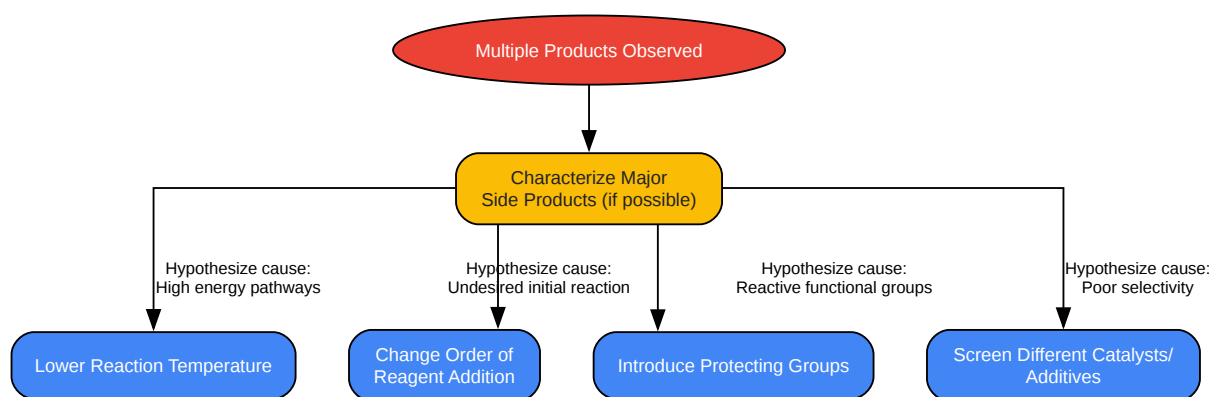 Multiple Products Observed
Characterize Major
Side Products (if possible)
Hypothesize cause:
High energy pathways
Hypothesize cause:
Undesired initial reaction
Hypothesize cause:
Reactive functional groups
Hypothesize cause:
Poor selectivity
Lower Reaction Temperature
Change Order of
Reagent Addition
Introduce Protecting Groups
Screen Different Catalysts/
Additives